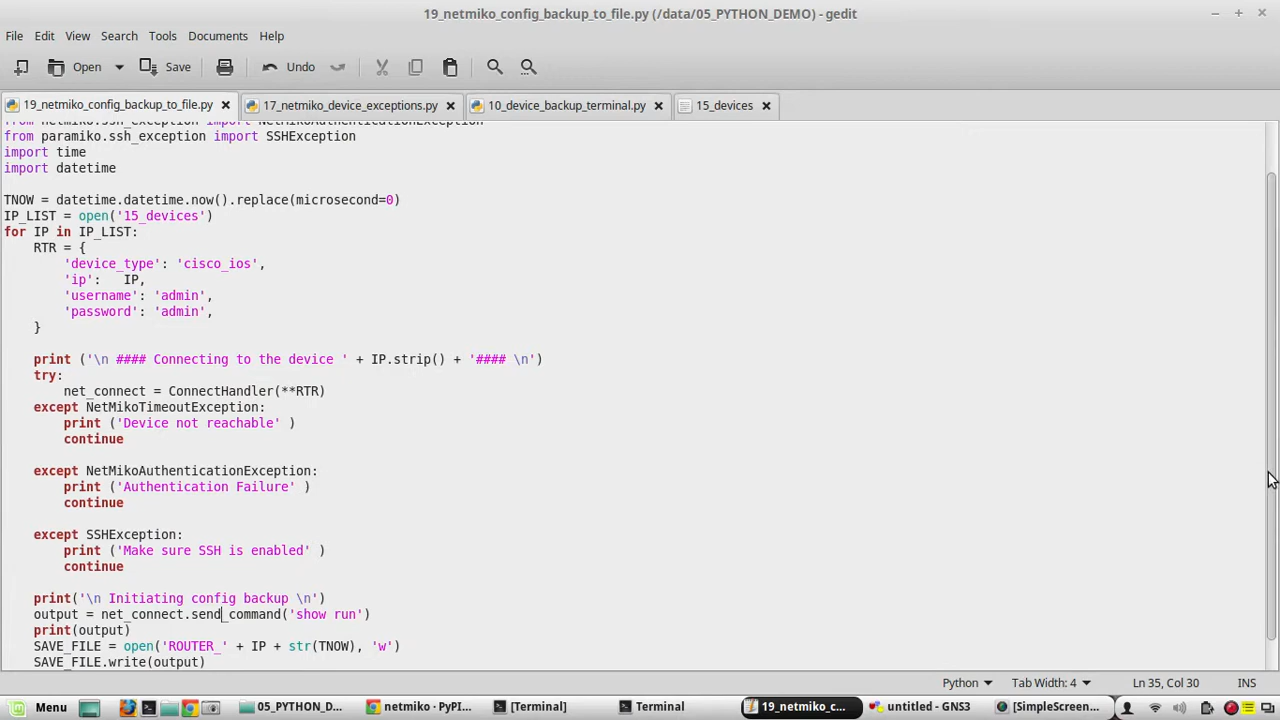 19_netmiko_config_backup_to_file.py (/data/05_PYTHON_DEMO) - gedit
File Edit View Search Tools Documents Help
Open Save Undo
19_netmiko_config_backup_to_file.py 17_netmiko_device_exceptions.py 10_device_backup_terminal.py 15_devices
from netmiko.ssh_exception import NetMikoAuthenticationException
from paramiko.ssh_exception import SSHException
import time
import datetime
TNOW = datetime.datetime.now().replace(microsecond=0)
IP_LIST = open('15_devices')
for IP in IP_LIST:
    RTR = {
        'device_type': 'cisco_ios',
        'ip':   IP,
        'username': 'admin',
        'password': 'admin',
    }
    print ('\n #### Connecting to the device ' + IP.strip() + '#### \n')
    try:
        net_connect = ConnectHandler(**RTR)
    except NetMikoTimeoutException:
        print ('Device not reachable' )
        continue
    except NetMikoAuthenticationException:
        print ('Authentication Failure' )
        continue
    except SSHException:
        print ('Make sure SSH is enabled' )
        continue
    print('\n Initiating config backup \n')
    output = net_connect.send_command('show run')
    print(output)
    SAVE_FILE = open('ROUTER_' + IP + str(TNOW), 'w')
    SAVE_FILE.write(output)
Python Tab Width: 4 Ln 35, Col 30 INS
Menu 05_PYTHON_D... netmiko · PyPI... [Terminal] Terminal 19_netmiko_c... untitled - GNS3 [SimpleScreen...